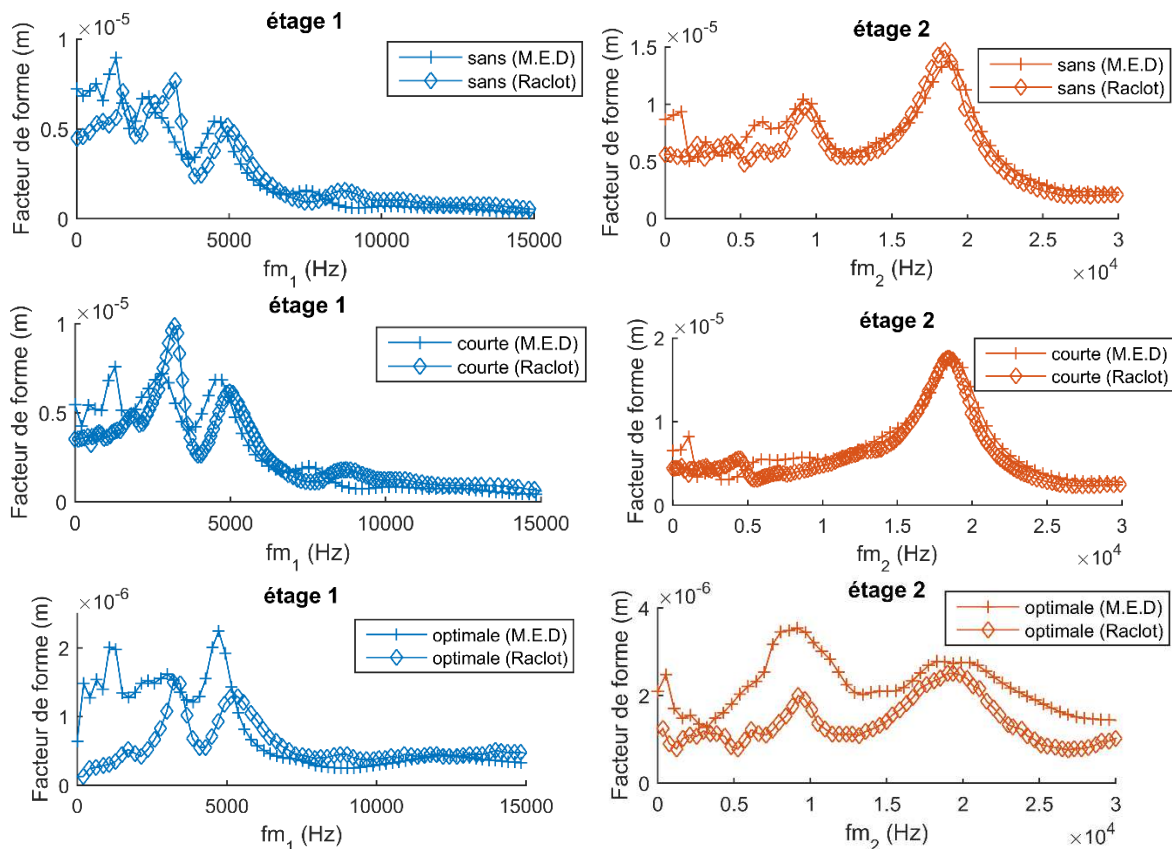 étage 1
×10⁻⁵
Facteur de forme (m)
1
0.5
0
sans (M.E.D)
sans (Raclot)
0 5000 10000 15000
fm₁ (Hz)
étage 2
×10⁻⁵
Facteur de forme (m)
1.5
1
0.5
0
sans (M.E.D)
sans (Raclot)
0 0.5 1 1.5 2 2.5 3
fm₂ (Hz)
×10⁴
étage 1
×10⁻⁵
Facteur de forme (m)
1
0.5
0
courte (M.E.D)
courte (Raclot)
0 5000 10000 15000
fm₁ (Hz)
étage 2
×10⁻⁵
Facteur de forme (m)
2
1
0
courte (M.E.D)
courte (Raclot)
0 0.5 1 1.5 2 2.5 3
fm₂ (Hz)
×10⁴
étage 1
×10⁻⁶
Facteur de forme (m)
2
1
0
optimale (M.E.D)
optimale (Raclot)
0 5000 10000 15000
fm₁ (Hz)
étage 2
×10⁻⁶
Facteur de forme (m)
4
2
0
optimale (M.E.D)
optimale (Raclot)
0 0.5 1 1.5 2 2.5 3
fm₂ (Hz)
×10⁴